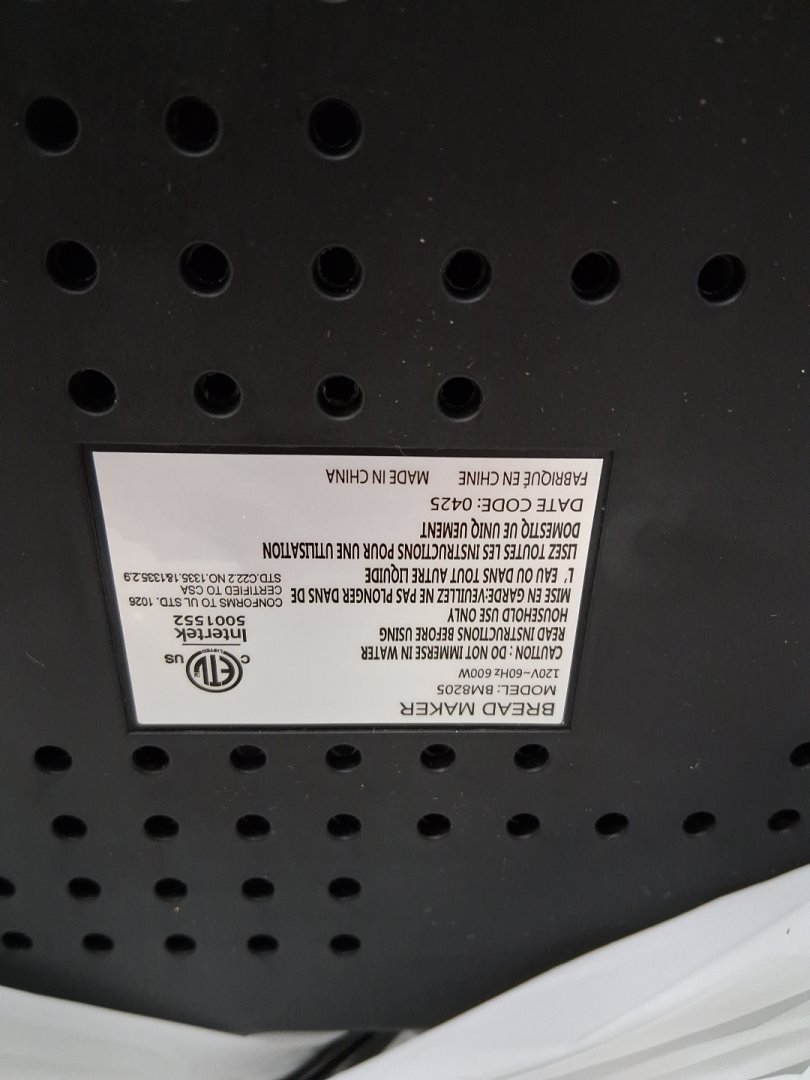 BREAD MAKER
MODEL: BM8205
120V~60Hz 600W
CAUTION : DO NOT IMMERSE IN WATER
READ INSTRUCTIONS BEFORE USING
HOUSEHOLD USE ONLY
MISE EN GARDE:VEUILLEZ NE PAS PLONGER DANS DE
L' EAU OU DANS TOUT AUTRE LIQUIDE
LISEZ TOUTES LES INSTRUCTIONS POUR UNE UTILISATION
DOMESTIQ UE UNIQ UEMENT
DATE CODE: 0425
FABRIQUÉ EN CHINE MADE IN CHINA
ETL
C US
LISTED
Intertek
5001552
CONFORMS TO UL STD. 1026
CERTIFIED TO CSA
STD.C22.2 NO.1335.1&1335.2.9